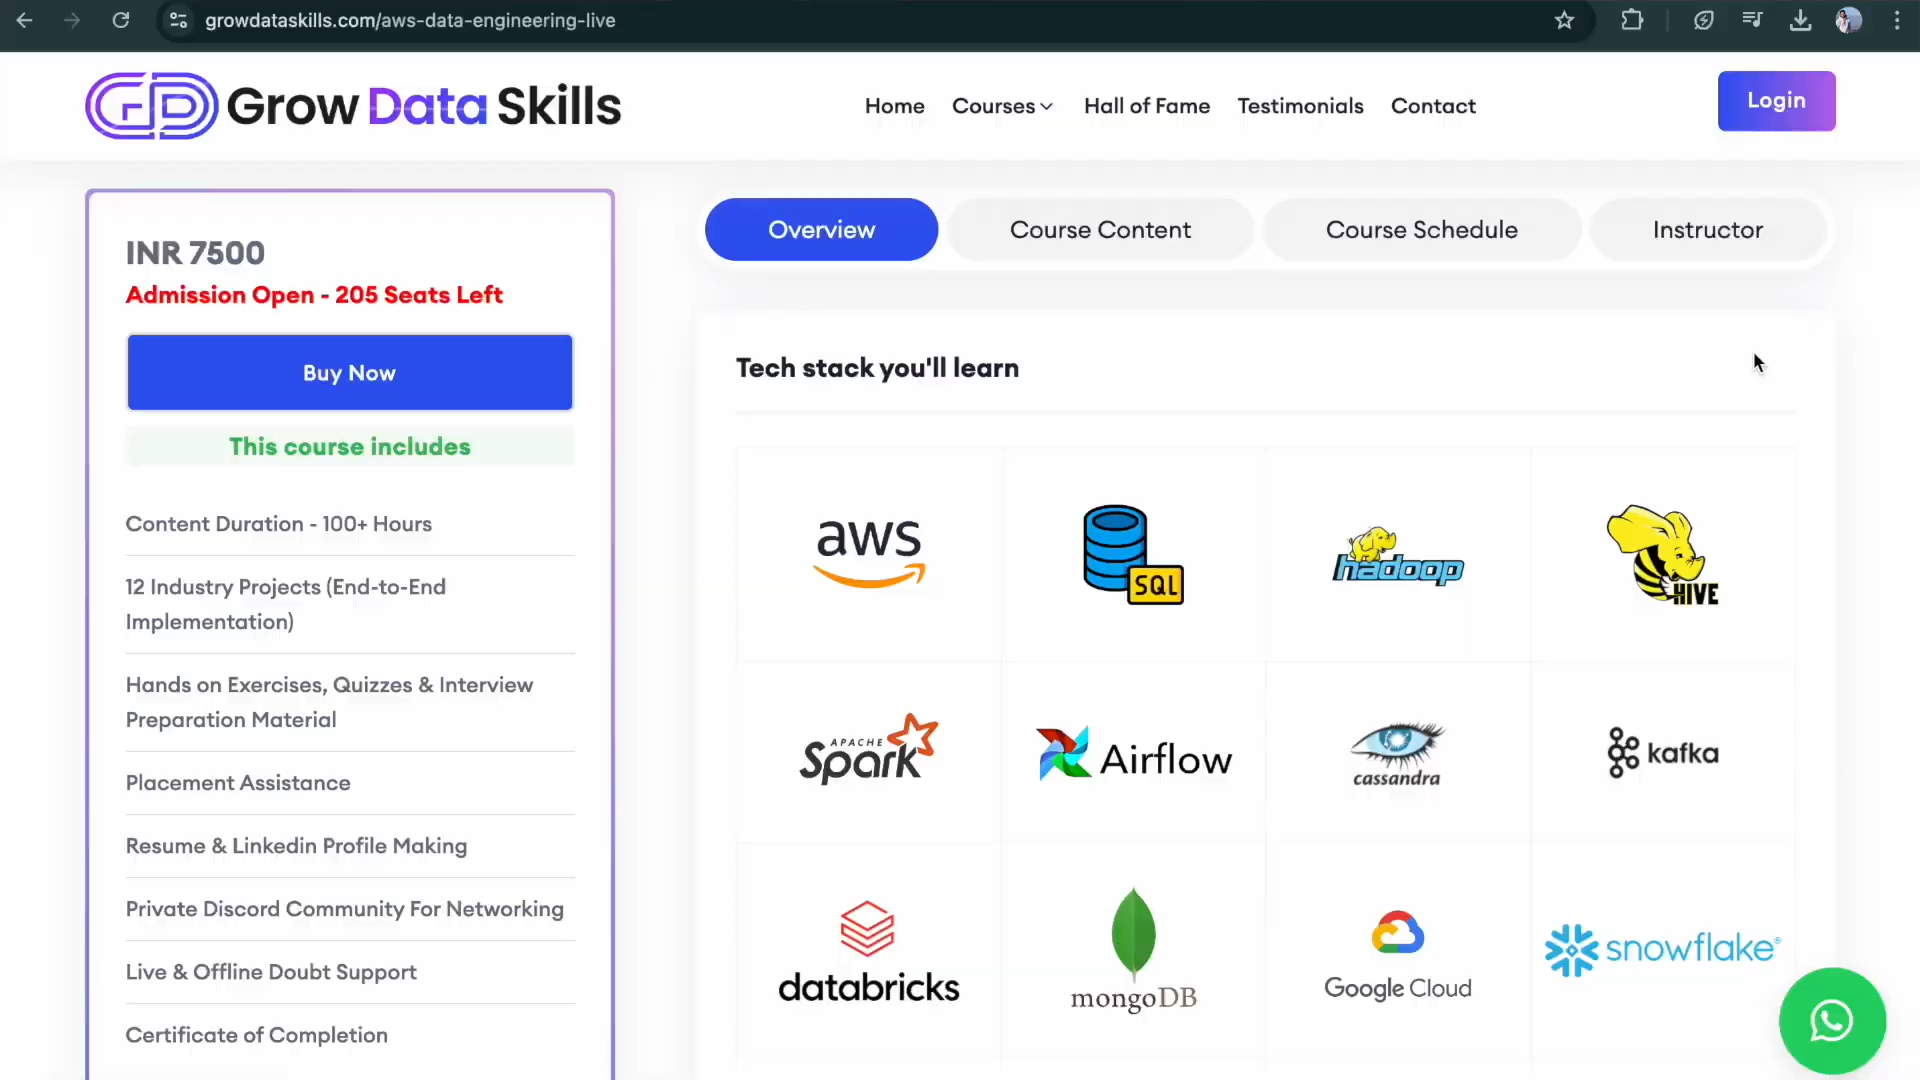 growdataskills.com/aws-data-engineering-live
Grow Data Skills
Home Courses Hall of Fame Testimonials Contact
Login
INR 7500
Admission Open - 205 Seats Left
Buy Now
This course includes
Content Duration - 100+ Hours
12 Industry Projects (End-to-End
Implementation)
Hands on Exercises, Quizzes & Interview
Preparation Material
Placement Assistance
Resume & Linkedin Profile Making
Private Discord Community For Networking
Live & Offline Doubt Support
Certificate of Completion
Overview Course Content Course Schedule Instructor
Tech stack you'll learn
aws
SQL
hadoop
HIVE
APACHE
Spark
Airflow
cassandra
kafka
databricks
mongoDB
Google Cloud
snowflake®